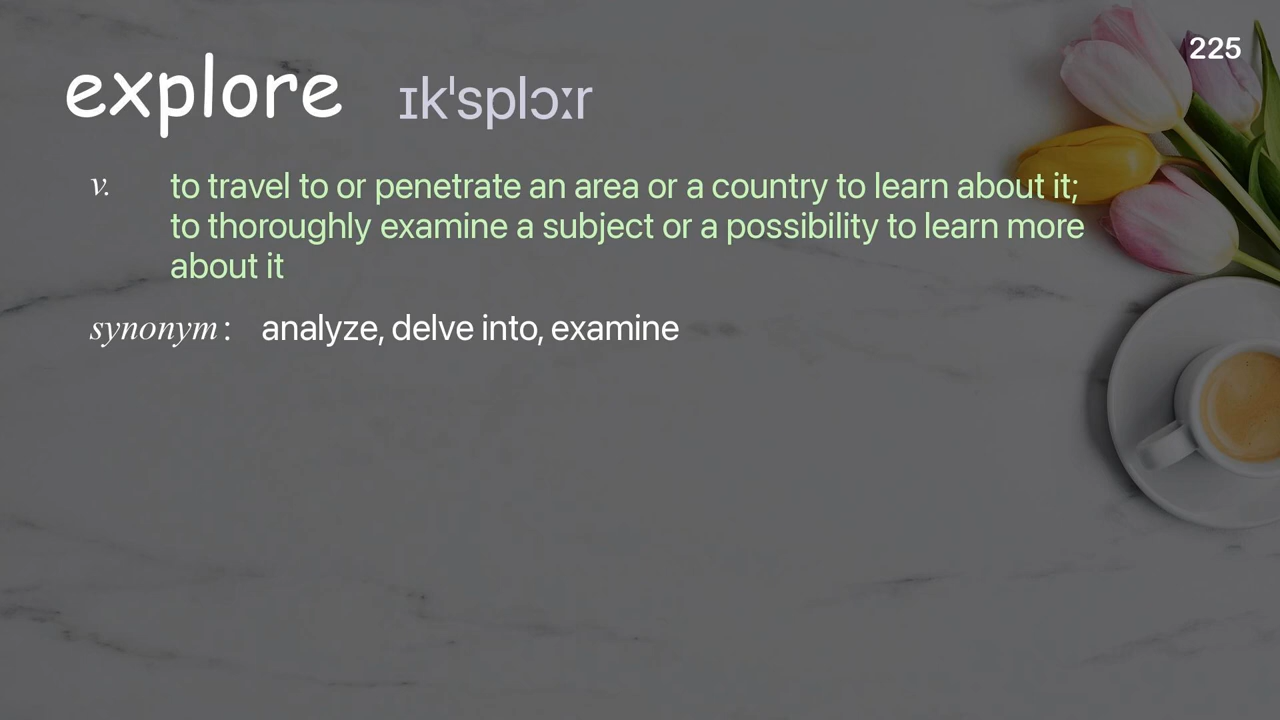 225
explore ɪkˈsplɔːr
v. to travel to or penetrate an area or a country to learn about it;
to thoroughly examine a subject or a possibility to learn more
about it
synonym: analyze, delve into, examine